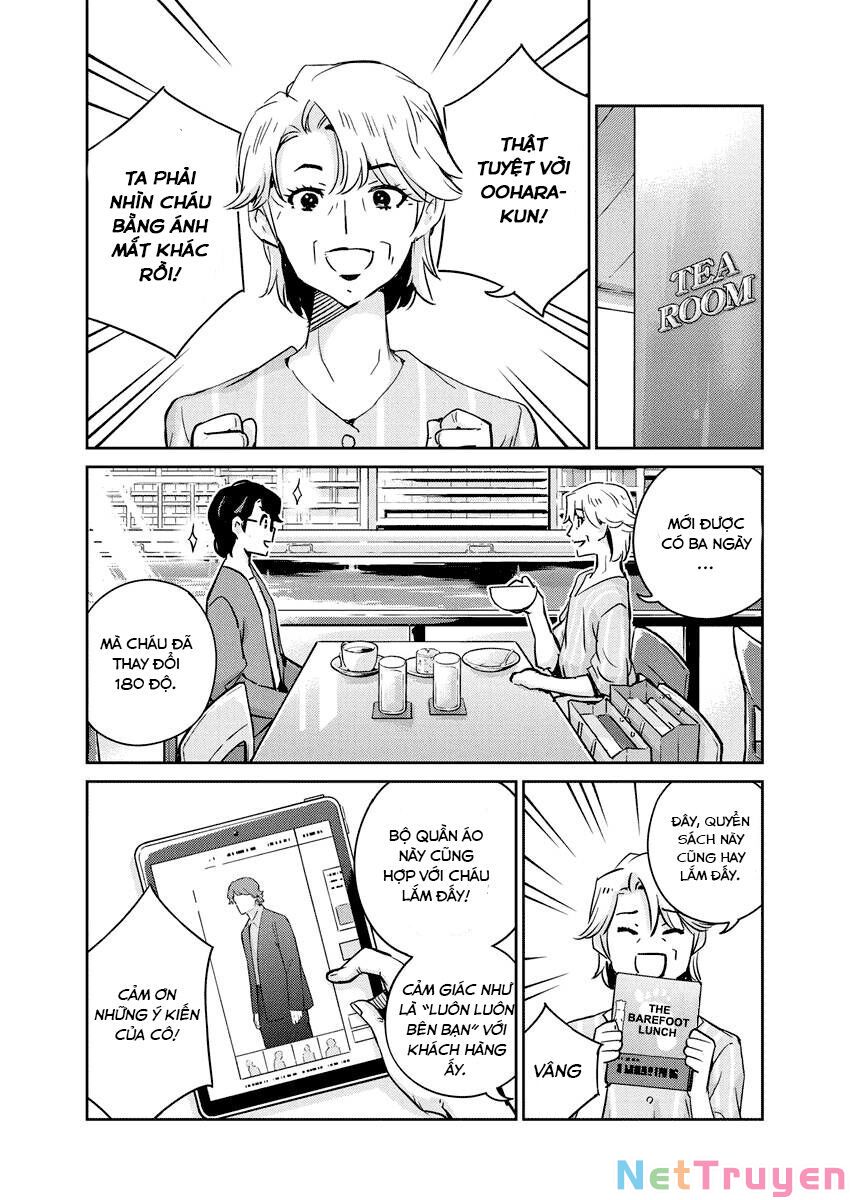 TEA
ROOM
THẬT
TUYỆT VỜI
OOHARA-
KUN!
TA PHẢI
NHÌN CHÁU
BẰNG ÁNH
MẮT KHÁC
RỒI!
MỚI ĐƯỢC
CÓ BA NGÀY
...
MÀ CHÁU ĐÃ
THAY ĐỔI
180 ĐỘ.
ĐÂY, QUYỂN
SÁCH NÀY
CŨNG HAY
LẮM ĐẤY.
THE
BAREFOOT
LUNCH
VÂNG
BỘ QUẦN ÁO
NÀY CŨNG
HỢP VỚI CHÁU
LẮM ĐẤY!
CẢM GIÁC NHƯ
LÀ "LUÔN LUÔN
BÊN BẠN" VỚI
KHÁCH HÀNG
ẤY.
CẢM ƠN
NHỮNG Ý KIẾN
CỦA CÔ!
NetTruyen